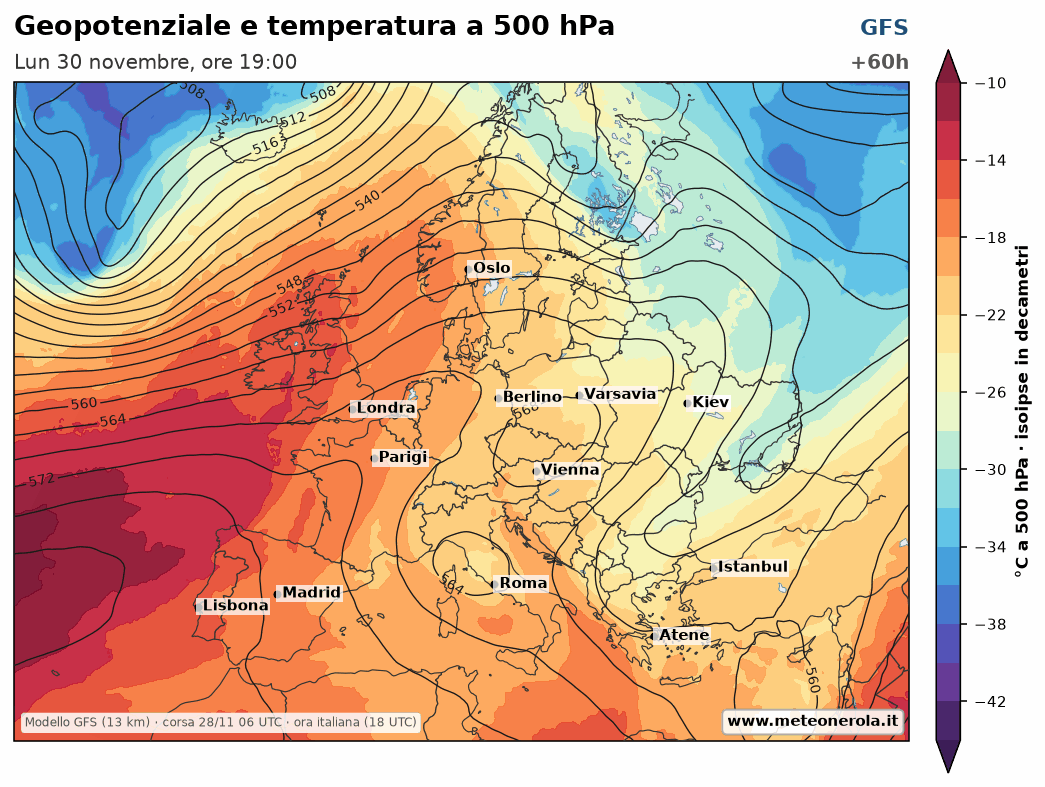 Geopotenziale e temperatura a 500 hPa
GFS
Lun 30 novembre, ore 19:00
+60h
508
508
512
516
540
548
552
560
564
572
568
564
560
Oslo
Berlino
Varsavia
Kiev
Londra
Parigi
Vienna
Istanbul
Roma
Madrid
Lisbona
Atene
Modello GFS (13 km) · corsa 28/11 06 UTC · ora italiana (18 UTC)
www.meteonerola.it
−10
−14
−18
−22
−26
−30
−34
−38
−42
°C a 500 hPa · isoipse in decametri